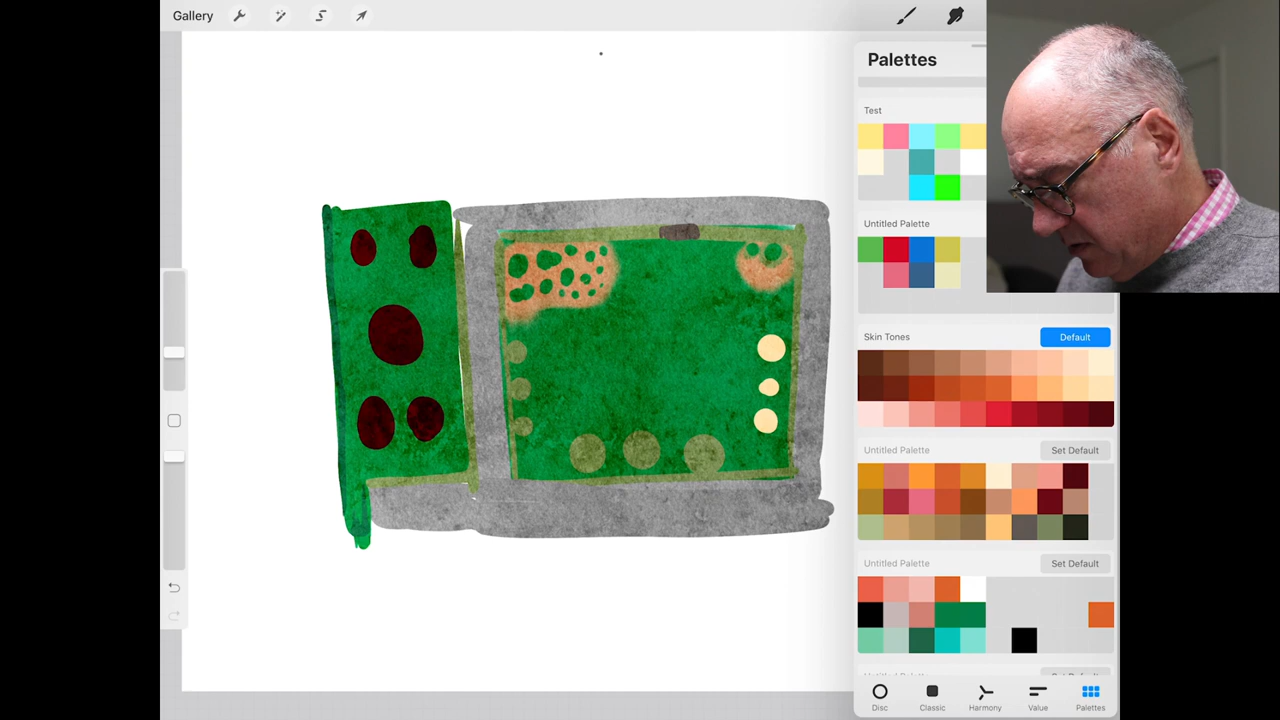 Gallery
Palettes
Test
Untitled Palette
Skin Tones
Default
Untitled Palette
Set Default
Untitled Palette
Set Default
Disc
Classic
Harmony
Value
Palettes